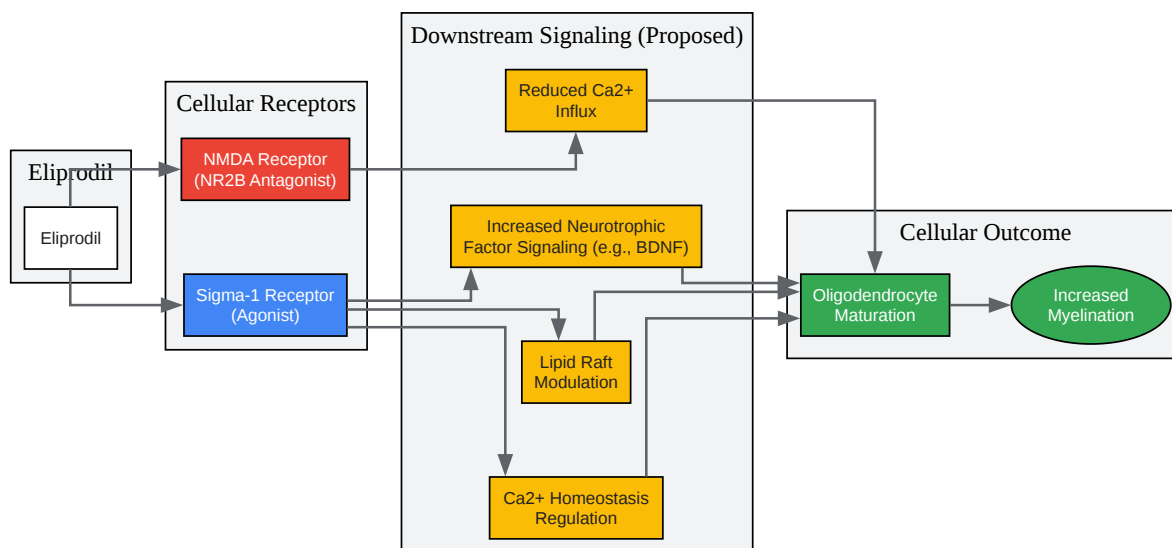 Eliprodil
Eliprodil
Cellular Receptors
NMDA Receptor
(NR2B Antagonist)
Sigma-1 Receptor
(Agonist)
Downstream Signaling (Proposed)
Reduced Ca2+
Influx
Increased Neurotrophic
Factor Signaling (e.g., BDNF)
Lipid Raft
Modulation
Ca2+ Homeostasis
Regulation
Cellular Outcome
Oligodendrocyte
Maturation
Increased
Myelination